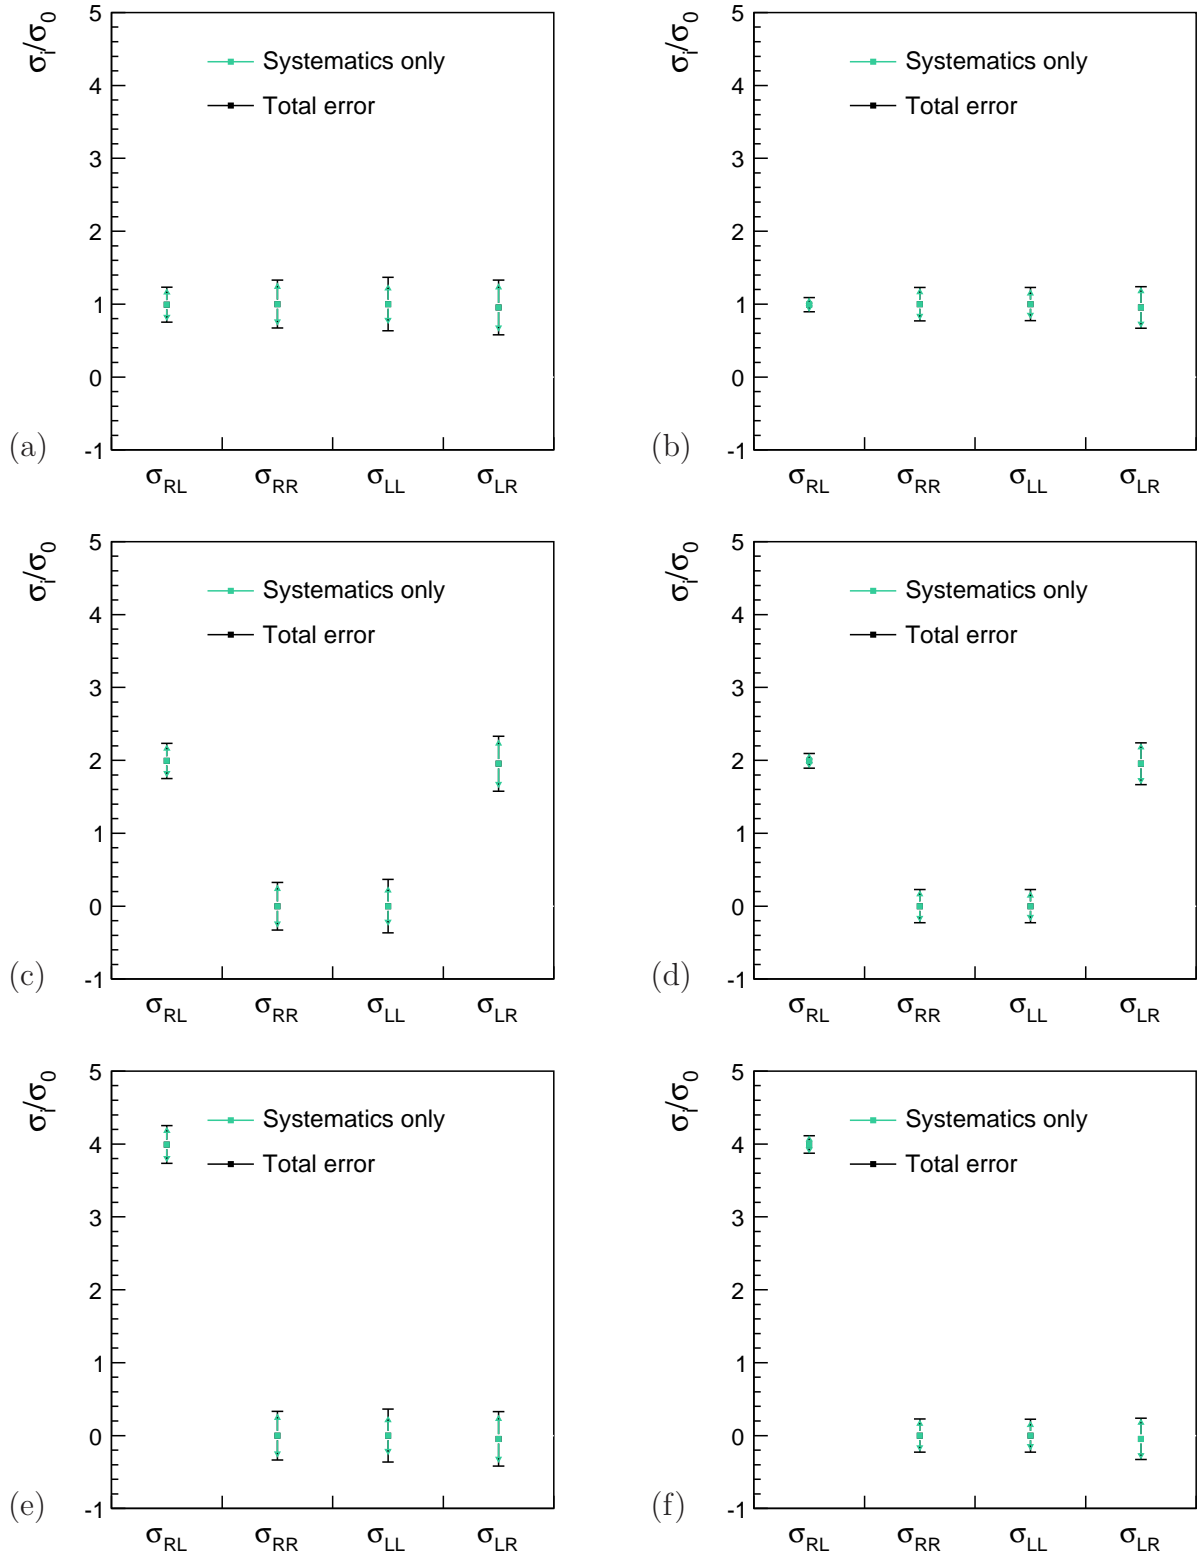 σi/σ0
5
Systematics only
4
Total error
3
2
1
0
-1
(a)
σRL σRR σLL σLR
σi/σ0
5
Systematics only
4
Total error
3
2
1
0
-1
(b)
σRL σRR σLL σLR
σi/σ0
5
Systematics only
4
Total error
3
2
1
0
-1
(c)
σRL σRR σLL σLR
σi/σ0
5
Systematics only
4
Total error
3
2
1
0
-1
(d)
σRL σRR σLL σLR
σi/σ0
5
Systematics only
4
Total error
3
2
1
0
-1
(e)
σRL σRR σLL σLR
σi/σ0
5
Systematics only
4
Total error
3
2
1
0
-1
(f)
σRL σRR σLL σLR